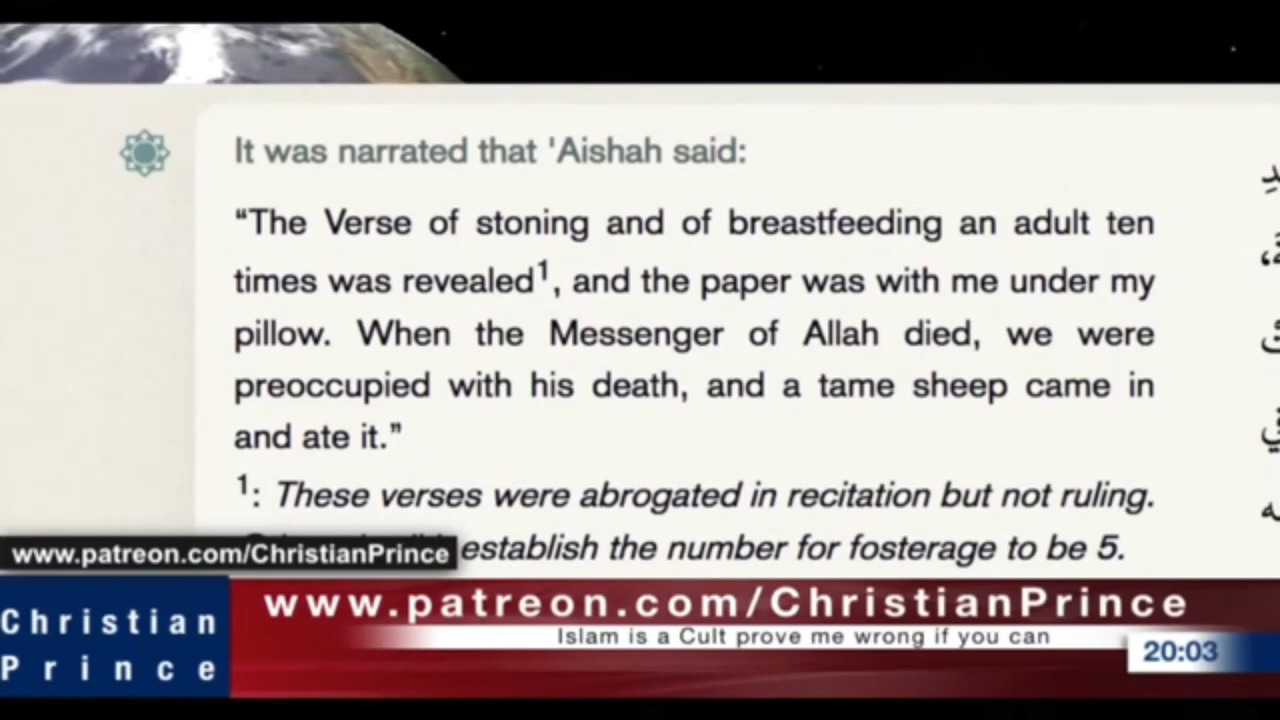 It was narrated that 'Aishah said:
“The Verse of stoning and of breastfeeding an adult ten
times was revealed¹, and the paper was with me under my
pillow. When the Messenger of Allah died, we were
preoccupied with his death, and a tame sheep came in
and ate it.”
¹: These verses were abrogated in recitation but not ruling.
establish the number for fosterage to be 5.
www.patreon.com/ChristianPrince
www.patreon.com/ChristianPrince
Islam is a Cult prove me wrong if you can
Christian
Prince
20:03